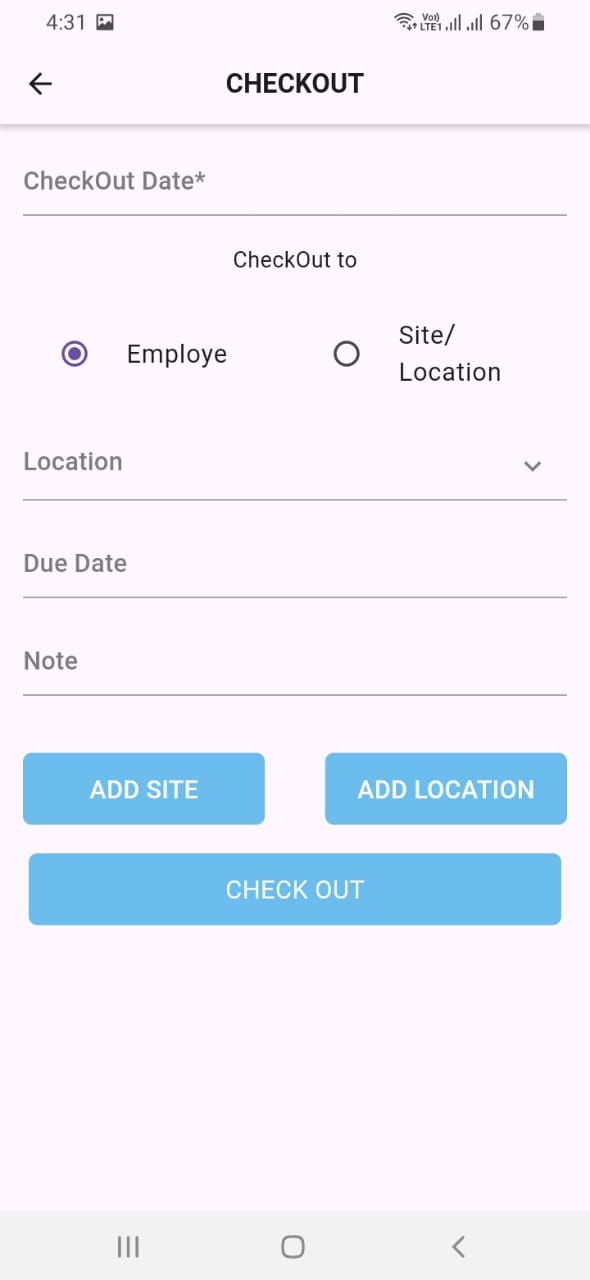 4:31 Vo)) LTE1 67%
CHECKOUT
CheckOut Date*
CheckOut to
Employe
Site/
Location
Location
Due Date
Note
ADD SITE ADD LOCATION
CHECK OUT